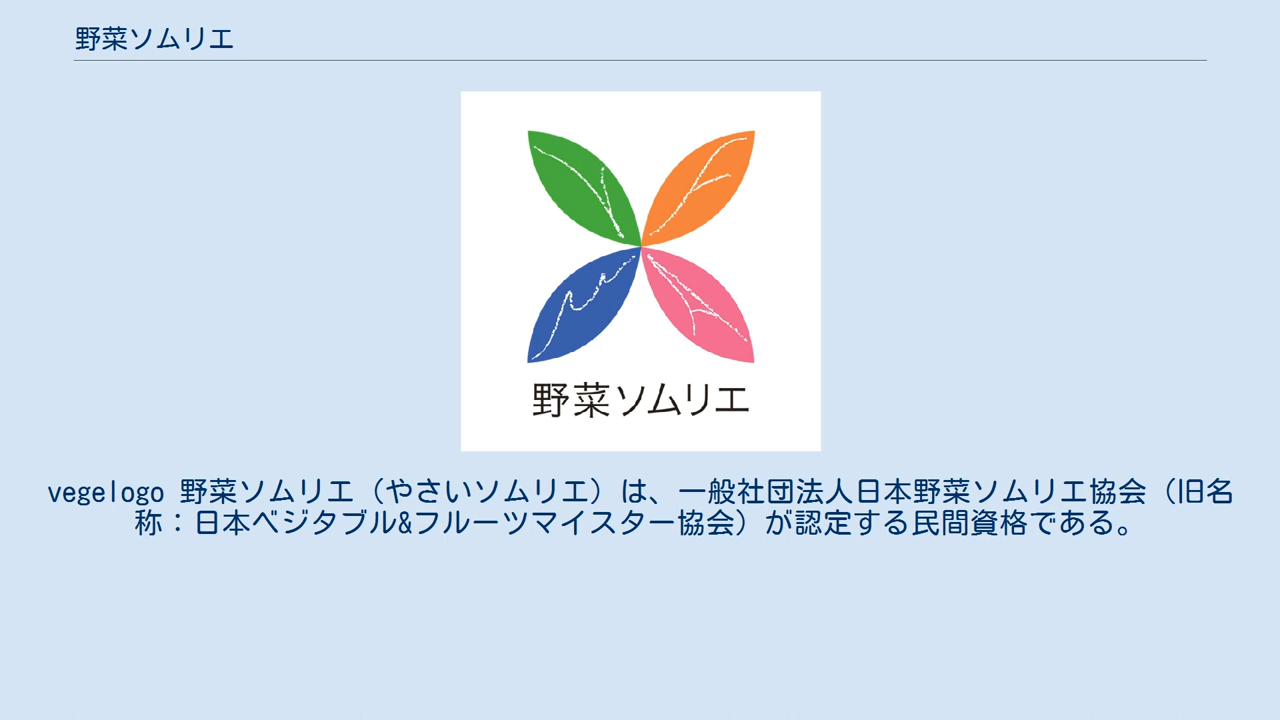 野菜ソムリエ
野菜ソムリエ
vegelogo 野菜ソムリエ（やさいソムリエ）は、一般社団法人日本野菜ソムリエ協会（旧名
称：日本ベジタブル&フルーツマイスター協会）が認定する民間資格である。